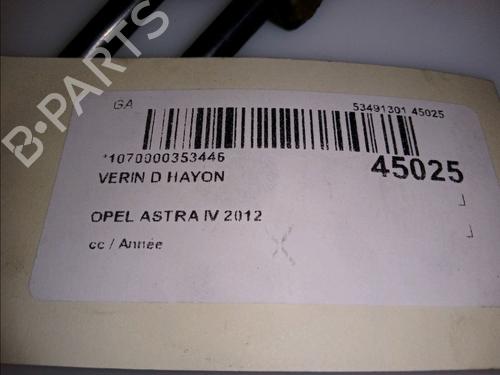 B-PARTS
GA
53491301 45025
*1070000353446
45025
VERIN D HAYON
OPEL ASTRA IV 2012
cc / Année